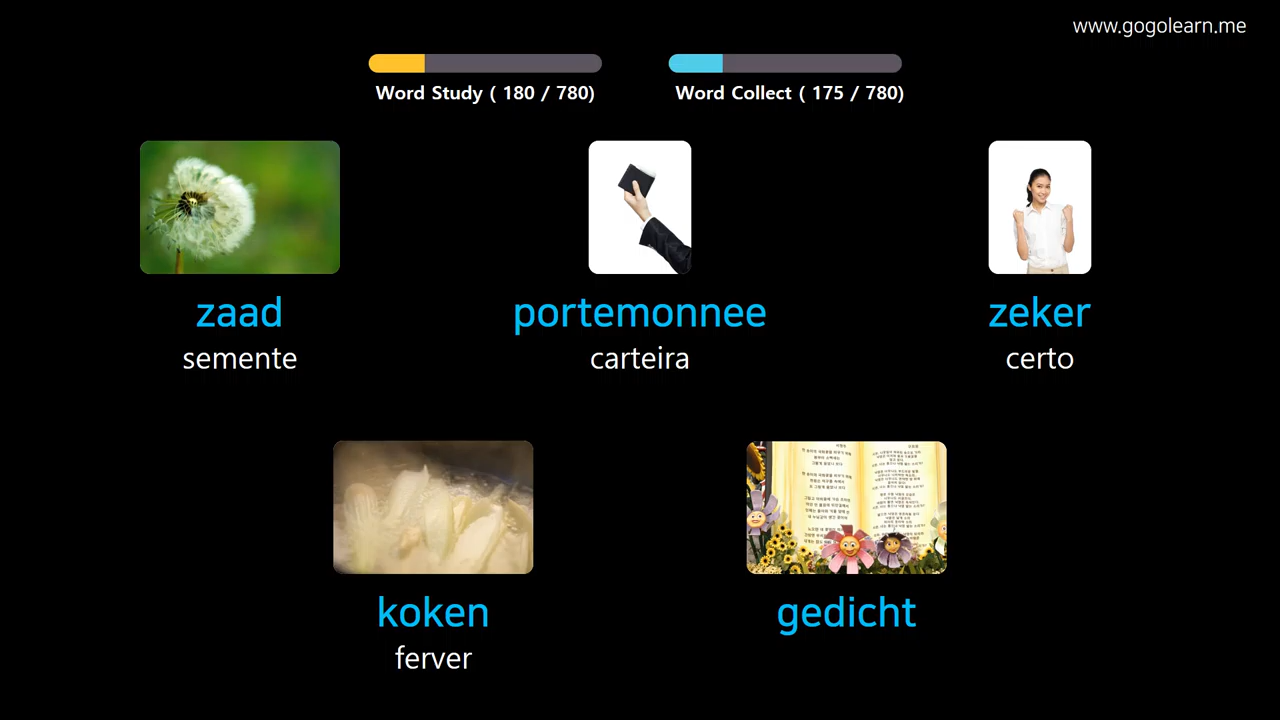 www.gogolearn.me
Word Study ( 180 / 780)
Word Collect ( 175 / 780)
zaad
semente
portemonnee
carteira
zeker
certo
koken
ferver
gedicht